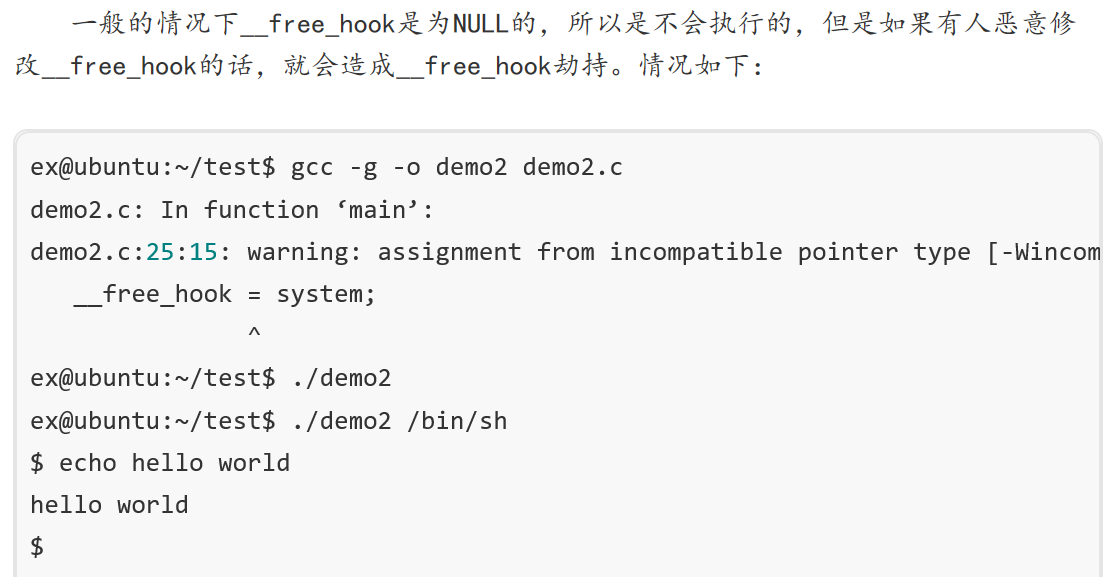 一般的情况下__free_hook是为NULL的，所以是不会执行的，但是如果有人恶意修
改__free_hook的话，就会造成__free_hook劫持。情况如下：
ex@ubuntu:~/test$ gcc -g -o demo2 demo2.c
demo2.c: In function ‘main’:
demo2.c:25:15: warning: assignment from incompatible pointer type [-Wincom
__free_hook = system;
^
ex@ubuntu:~/test$ ./demo2
ex@ubuntu:~/test$ ./demo2 /bin/sh
$ echo hello world
hello world
$